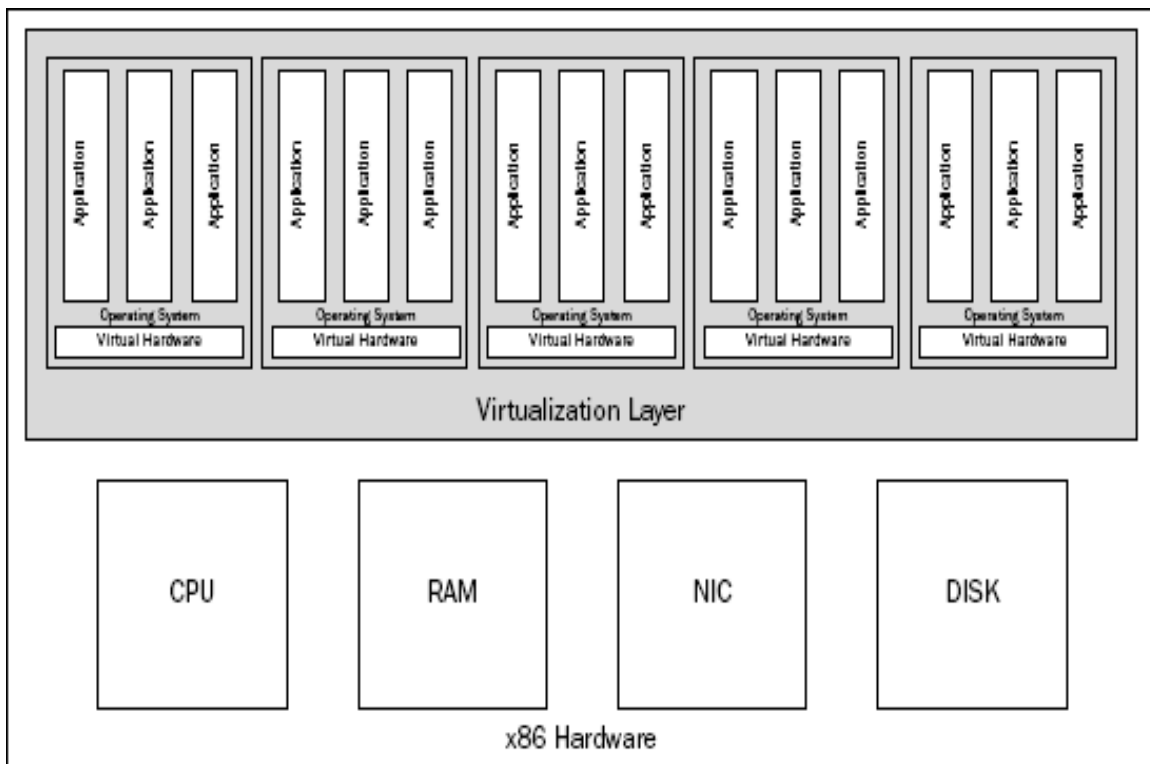 Application Application Application Application Application Application Application Application Application Application Application Application Application Application Application
Operating System Operating System Operating System Operating System Operating System
Virtual Hardware Virtual Hardware Virtual Hardware Virtual Hardware Virtual Hardware
Virtualization Layer
CPU RAM NIC DISK
x86 Hardware